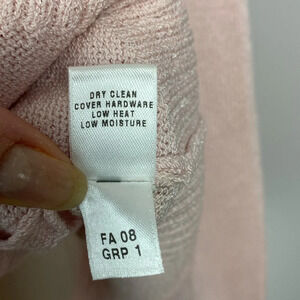 DRY CLEAN
COVER HARDWARE
LOW HEAT
LOW MOISTURE
FA 08
GRP 1